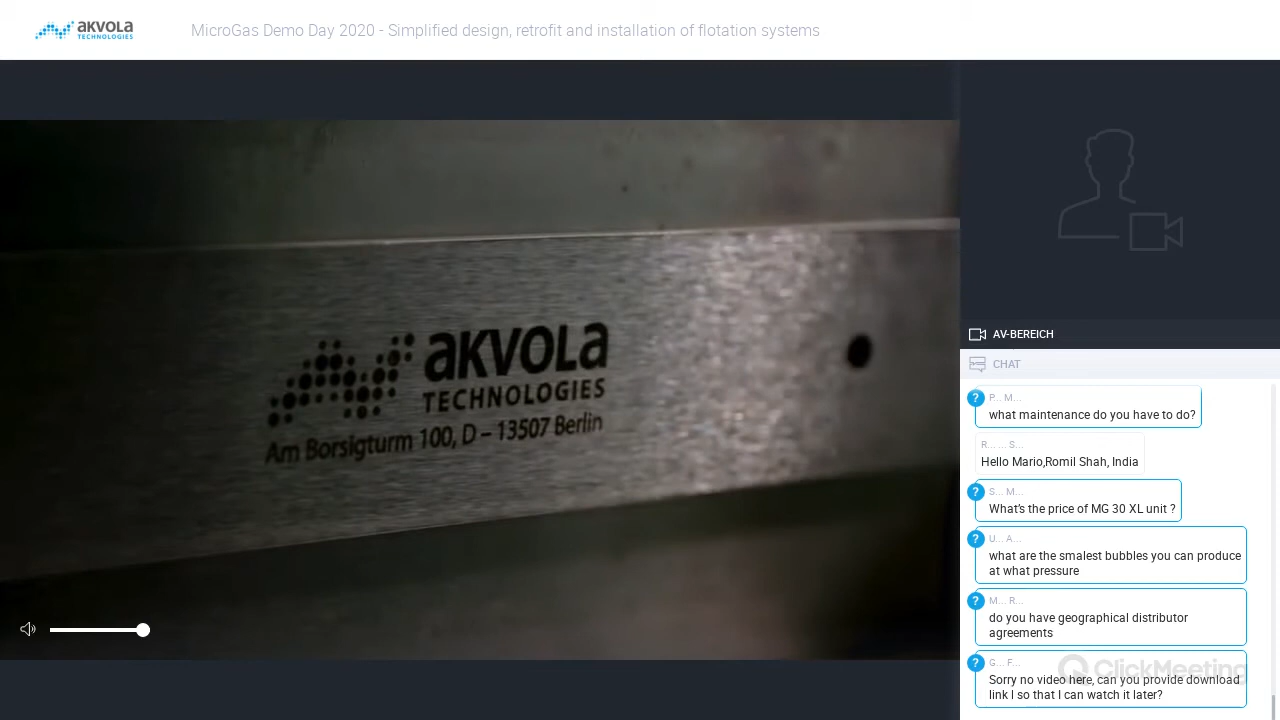 akvola
TECHNOLOGIES
MicroGas Demo Day 2020 - Simplified design, retrofit and installation of flotation systems
akvola
TECHNOLOGIES
Am Borsigturm 100, D – 13507 Berlin
AV-BEREICH
CHAT
? P... M...
what maintenance do you have to do?
R... ... S...
Hello Mario,Romil Shah, India
? S... M...
What's the price of MG 30 XL unit ?
? U... A...
what are the smalest bubbles you can produce
at what pressure
? M... R...
do you have geographical distributor
agreements
? G... F...
Sorry no video here, can you provide download
link l so that I can watch it later?
ClickMeeting